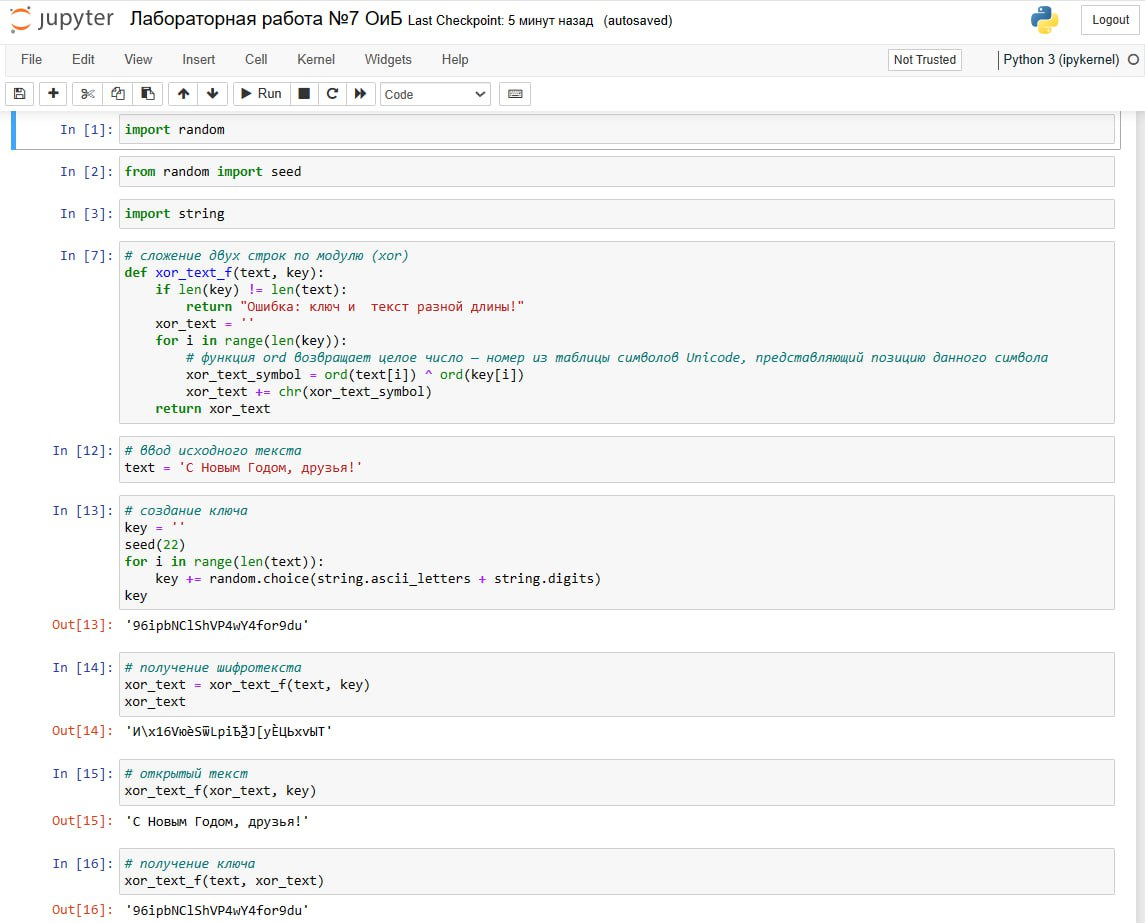 jupyter Лабораторная работа №7 ОиБ Last Checkpoint: 5 минут назад (autosaved)
Logout
File Edit View Insert Cell Kernel Widgets Help
Not Trusted
Python 3 (ipykernel)
Run
Code
In [1]: import random
In [2]: from random import seed
In [3]: import string
In [7]: # сложение двух строк по модулю (xor)
def xor_text_f(text, key):
    if len(key) != len(text):
        return "Ошибка: ключ и  текст разной длины!"
    xor_text = ''
    for i in range(len(key)):
        # функция ord возвращает целое число — номер из таблицы символов Unicode, представляющий позицию данного символа
        xor_text_symbol = ord(text[i]) ^ ord(key[i])
        xor_text += chr(xor_text_symbol)
    return xor_text
In [12]: # ввод исходного текста
text = 'С Новым Годом, друзья!'
In [13]: # создание ключа
key = ''
seed(22)
for i in range(len(text)):
    key += random.choice(string.ascii_letters + string.digits)
key
Out[13]: '96ipbNClShVP4wY4for9du'
In [14]: # получение шифротекста
xor_text = xor_text_f(text, key)
xor_text
Out[14]:
In [15]: # открытый текст
xor_text_f(xor_text, key)
Out[15]: 'С Новым Годом, друзья!'
In [16]: # получение ключа
xor_text_f(text, xor_text)
Out[16]: '96ipbNClShVP4wY4for9du'